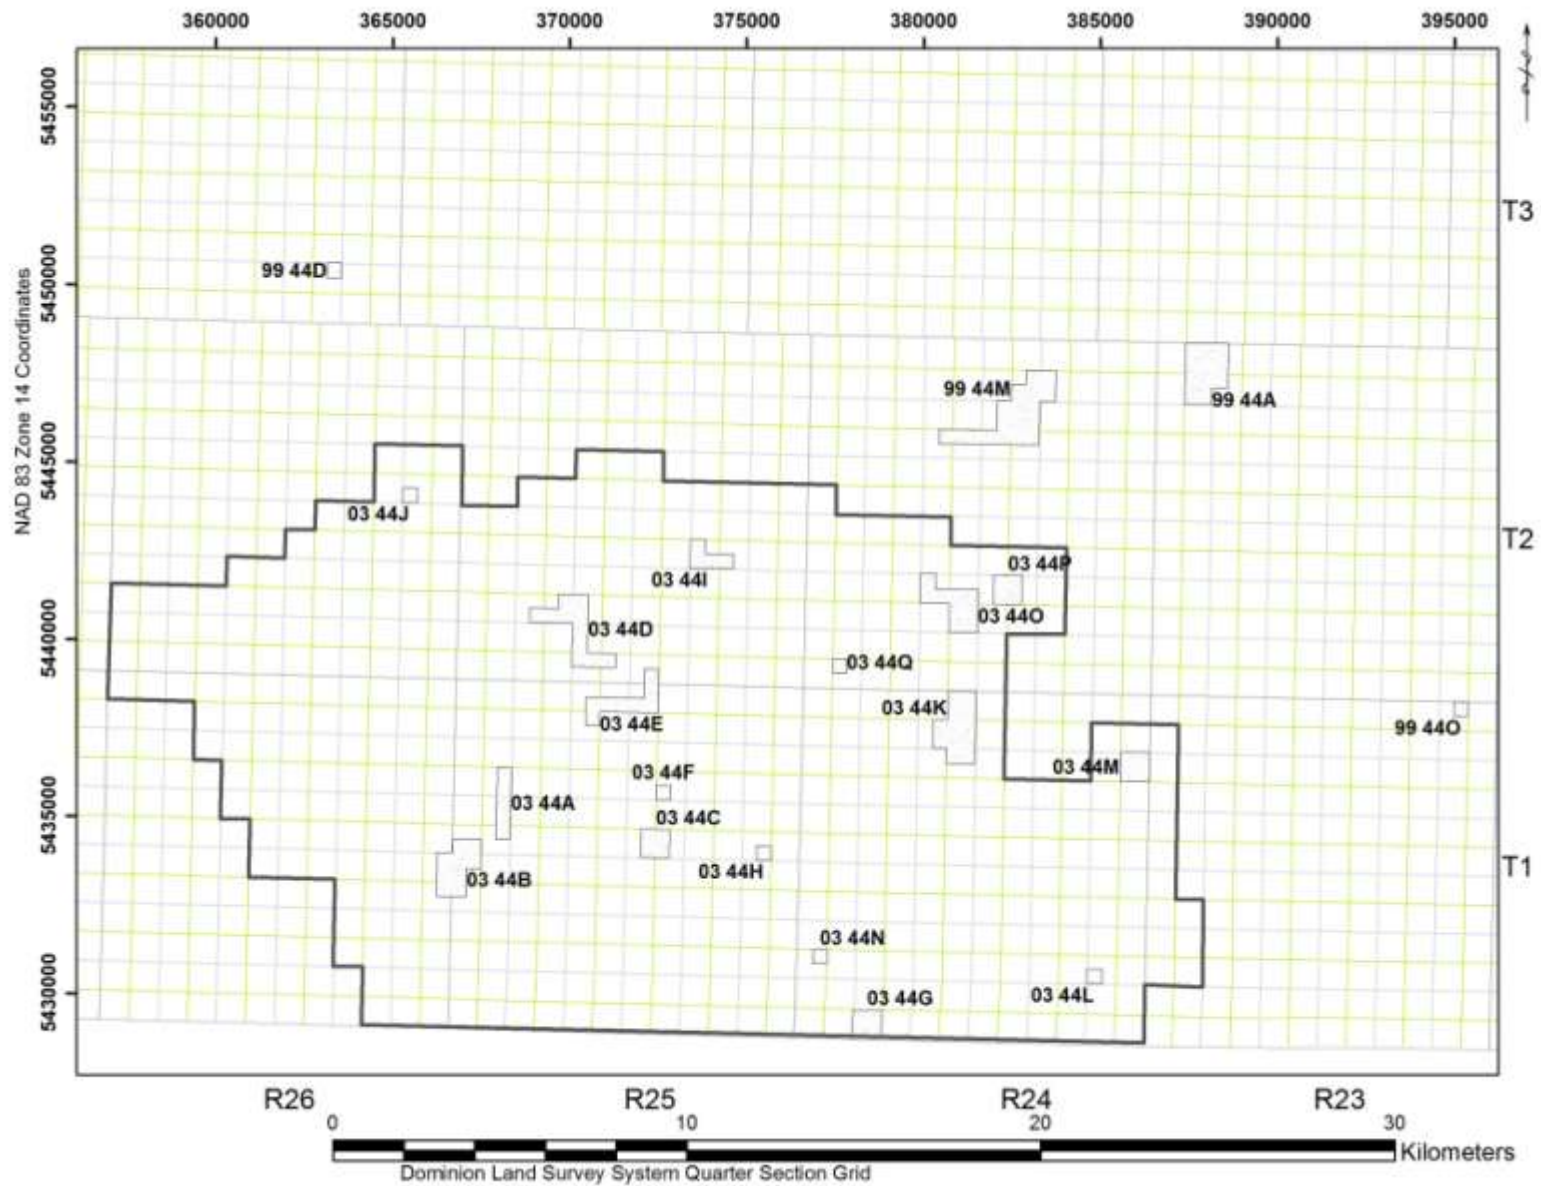 360000 365000 370000 375000 380000 385000 390000 395000
NAD 83 Zone 14 Coordinates
5455000
5450000
5445000
5440000
5435000
5430000
T3
99 44D
99 44M
99 44A
03 44J
T2
03 44P
03 44I
03 44O
03 44D
03 44Q
03 44K
03 44E
99 44O
03 44M
03 44F
03 44A
03 44C
T1
03 44H
03 44B
03 44N
03 44L
03 44G
R26 R25 R24 R23
0 10 20 30
Kilometers
Dominion Land Survey System Quarter Section Grid